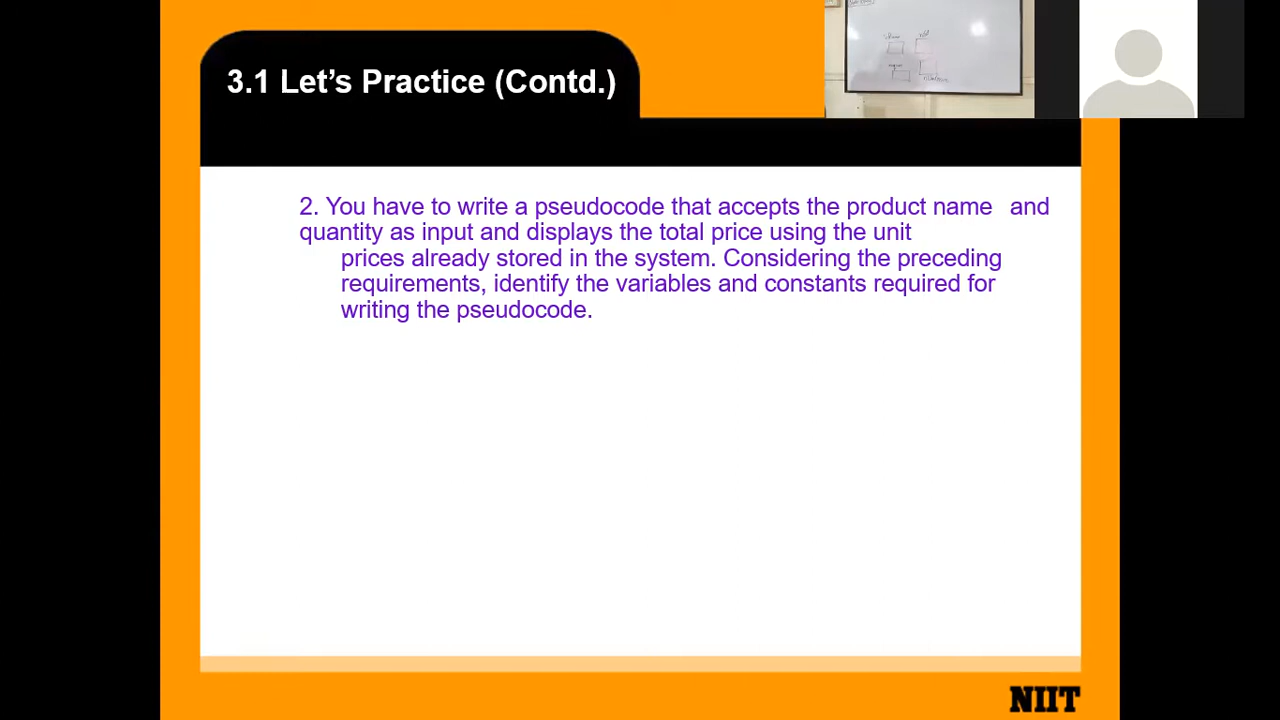 3.1 Let's Practice (Contd.)
2. You have to write a pseudocode that accepts the product name and
quantity as input and displays the total price using the unit
prices already stored in the system. Considering the preceding
requirements, identify the variables and constants required for
writing the pseudocode.
NIIT